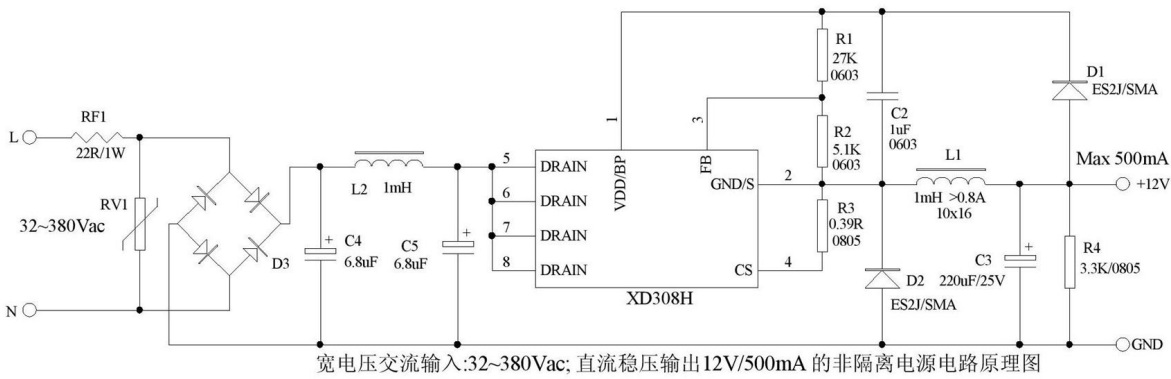 R1
27K
0603
D1
ES2J/SMA
C2
1uF
0603
1
3
R2
5.1K
0603
RF1
L
22R/1W
L1
Max 500mA
5
DRAIN
VDD/BP
FB
GND/S
2
+12V
L2
1mH
1mH >0.8A
10x16
6
DRAIN
RV1
32~380Vac
R3
0.39R
0805
7
DRAIN
C4
6.8uF
C5
6.8uF
R4
3.3K/0805
D3
8
DRAIN
CS
4
C3
220uF/25V
D2
ES2J/SMA
XD308H
N
GND
宽电压交流输入:32~380Vac; 直流稳压输出12V/500mA 的非隔离电源电路原理图